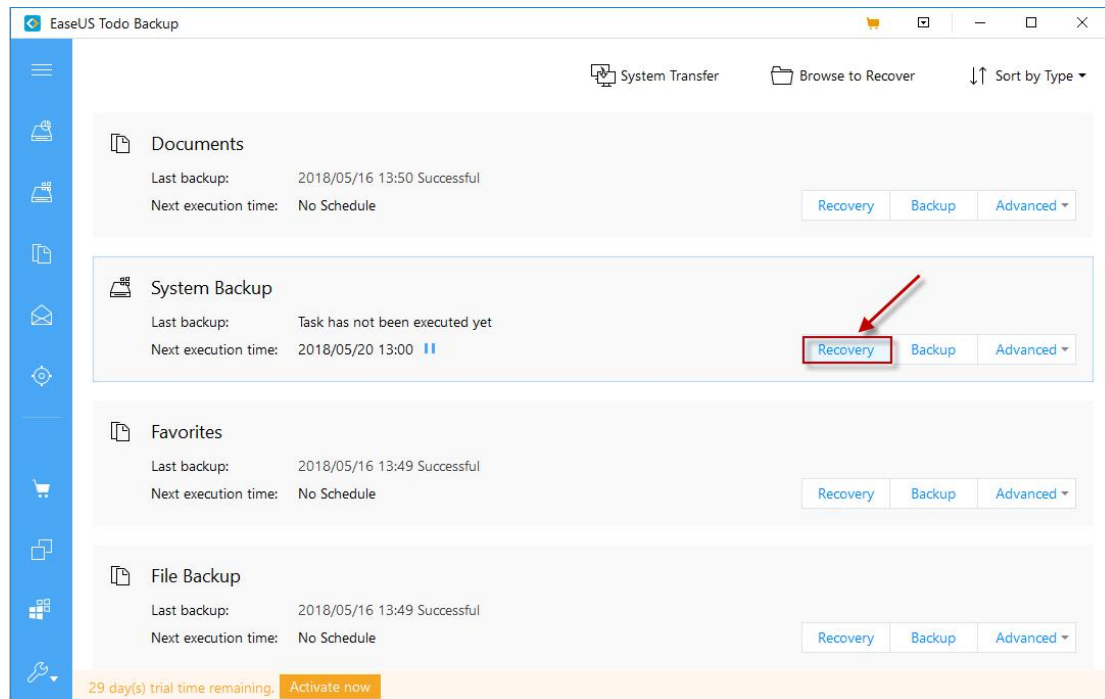 EaseUS Todo Backup
System Transfer Browse to Recover Sort by Type
Documents
Last backup: 2018/05/16 13:50 Successful
Next execution time: No Schedule
Recovery Backup Advanced
System Backup
Last backup: Task has not been executed yet
Next execution time: 2018/05/20 13:00
Recovery Backup Advanced
Favorites
Last backup: 2018/05/16 13:49 Successful
Next execution time: No Schedule
Recovery Backup Advanced
File Backup
Last backup: 2018/05/16 13:49 Successful
Next execution time: No Schedule
Recovery Backup Advanced
29 day(s) trial time remaining. Activate now